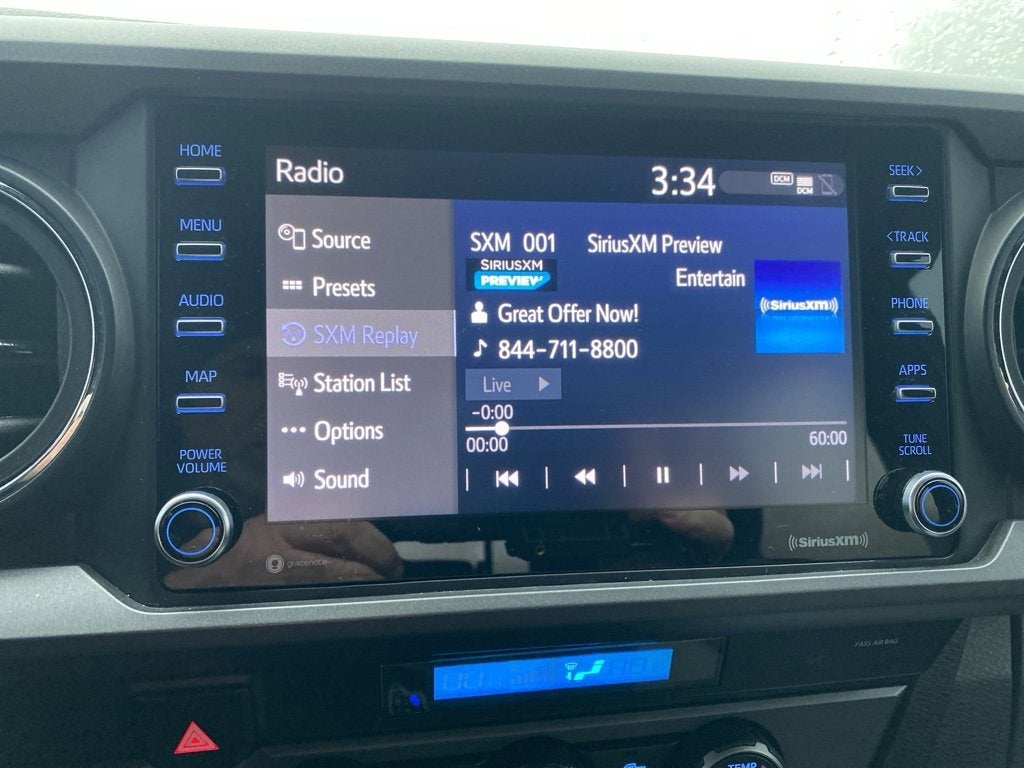 HOME
MENU
AUDIO
MAP
POWER
VOLUME
Radio
3:34
DCM
DCM
Source
Presets
SXM Replay
Station List
Options
Sound
SXM 001 SiriusXM Preview
SIRIUSXM
PREVIEW
Entertain
SiriusXM
Great Offer Now!
844-711-8800
Live
-0:00
00:00
60:00
SEEK>
<TRACK
PHONE
APPS
TUNE
SCROLL
gracenote
SiriusXM
PASS AIR BAG
TEMP